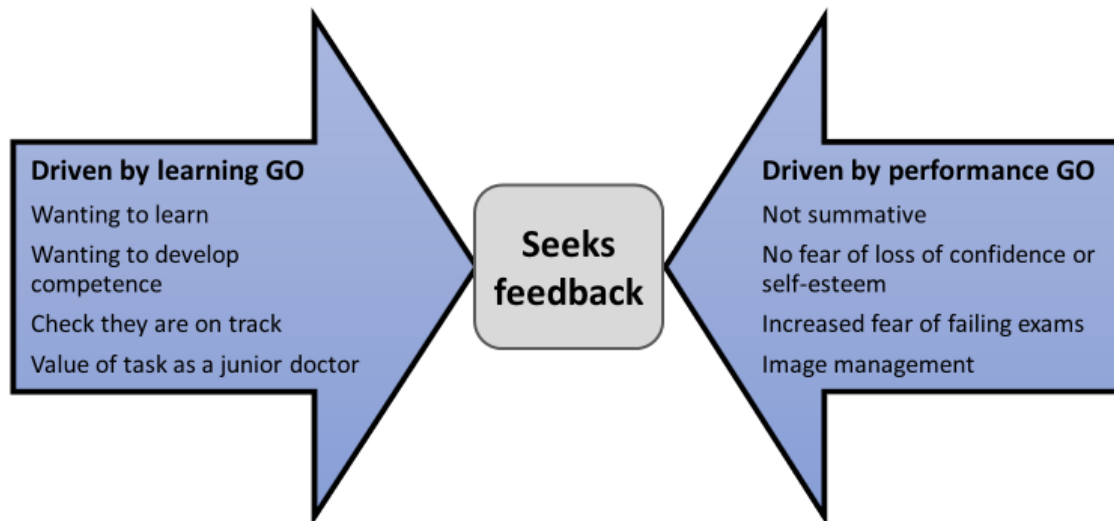 Driven by learning GO
Wanting to learn
Wanting to develop
competence
Check they are on track
Value of task as a junior doctor
Seeks
feedback
Driven by performance GO
Not summative
No fear of loss of confidence or
self-esteem
Increased fear of failing exams
Image management